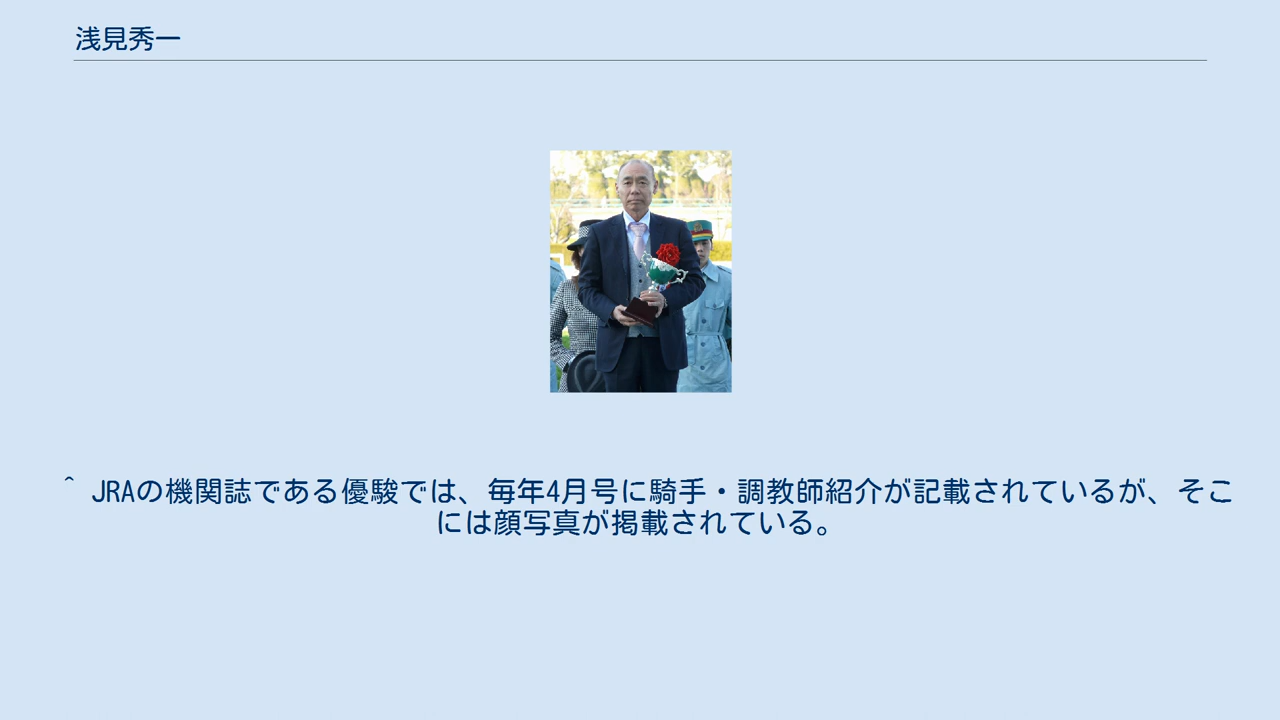 浅見秀一
^ JRAの機関誌である優駿では、毎年4月号に騎手・調教師紹介が記載されているが、そこ
には顔写真が掲載されている。